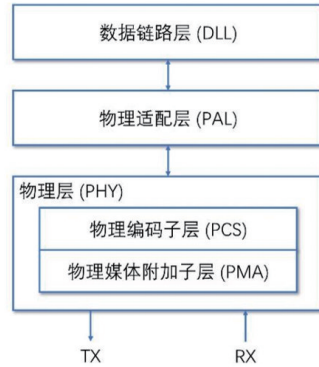 数据链路层 (DLL)
物理适配层 (PAL)
物理层 (PHY)
物理编码子层 (PCS)
物理媒体附加子层 (PMA)
TX
RX